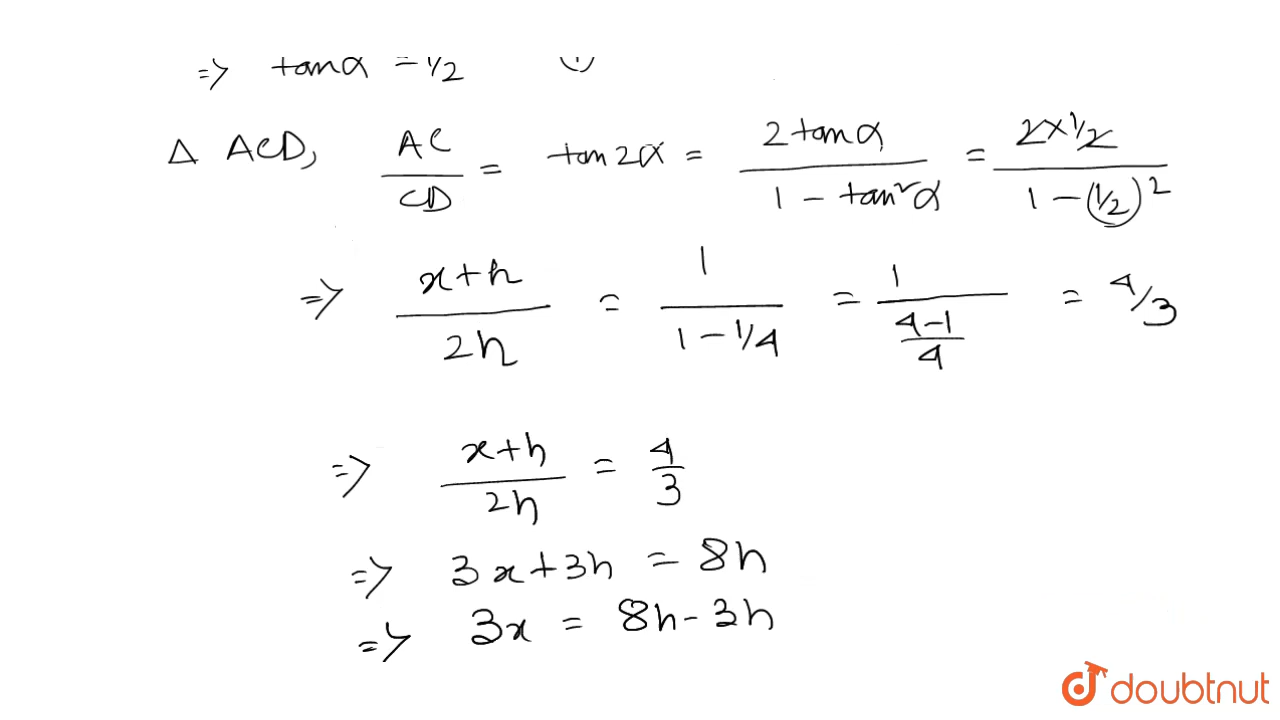 => tanα = 1/2 (1)
Δ ACD, AC/CD = tan2α = 2tanα/(1 - tan²α) = 2×1/2/(1 - (1/2)²)
=> x+h/2h = 1/(1 - 1/4) = 1/((4-1)/4) = 4/3
=> x+h/2h = 4/3
=> 3x+3h = 8h
=> 3x = 8h - 3h
doubtnut